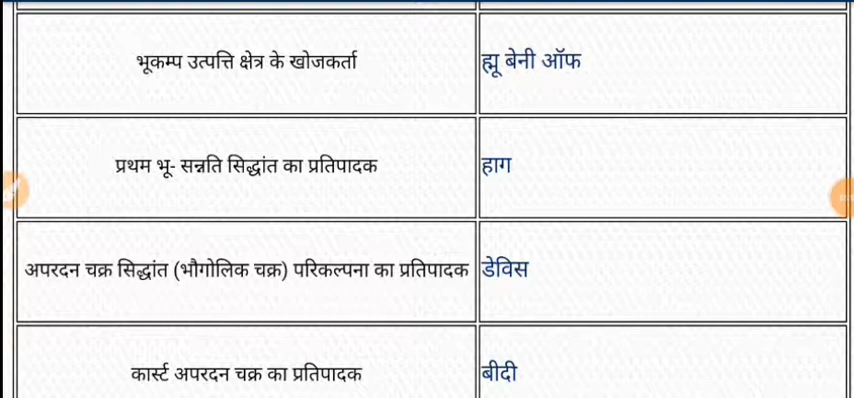 भूकम्प उत्पत्ति क्षेत्र के खोजकर्ता
ह्यू बेनी ऑफ
प्रथम भू- सन्नति सिद्धांत का प्रतिपादक
हाग
अपरदन चक्र सिद्धांत (भौगोलिक चक्र) परिकल्पना का प्रतिपादक
डेविस
कार्स्ट अपरदन चक्र का प्रतिपादक
बीदी